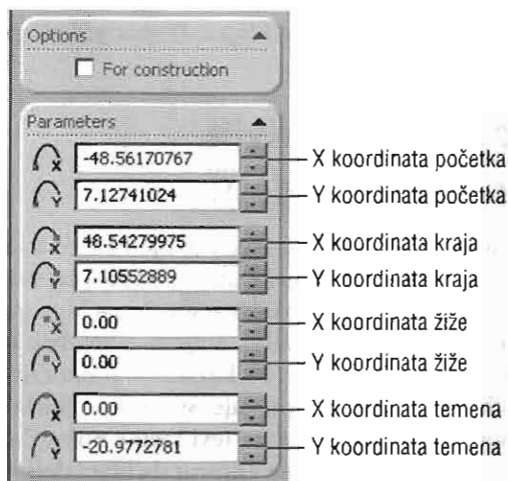 Options
For construction
Parameters
-48.56170767 X koordinata početka
7.12741024 Y koordinata početka
48.54279975 X koordinata kraja
7.10552889 Y koordinata kraja
0.00 X koordinata žiže
0.00 Y koordinata žiže
0.00 X koordinata temena
-20.9772781 Y koordinata temena